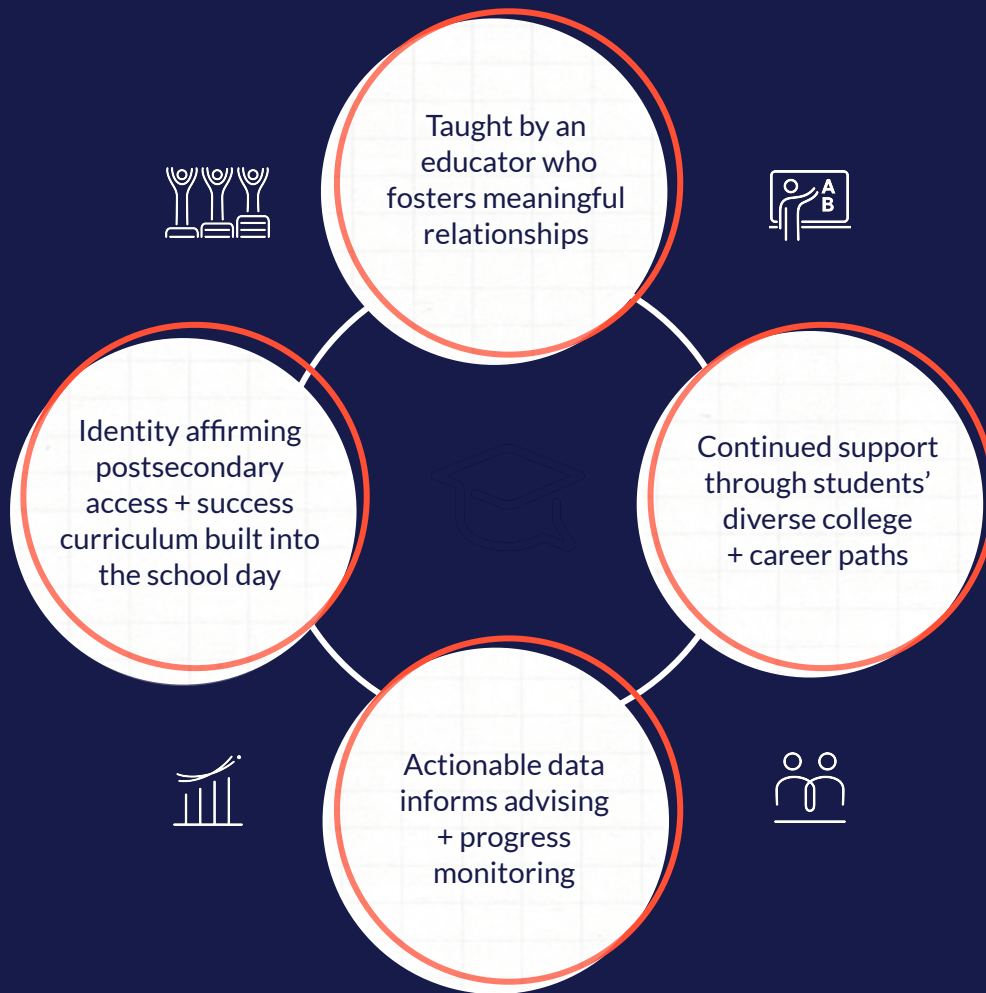 Taught by an
educator who
fosters meaningful
relationships
A
B
Identity affirming
postsecondary
access + success
curriculum built into
the school day
Continued support
through students’
diverse college
+ career paths
Actionable data
informs advising
+ progress
monitoring